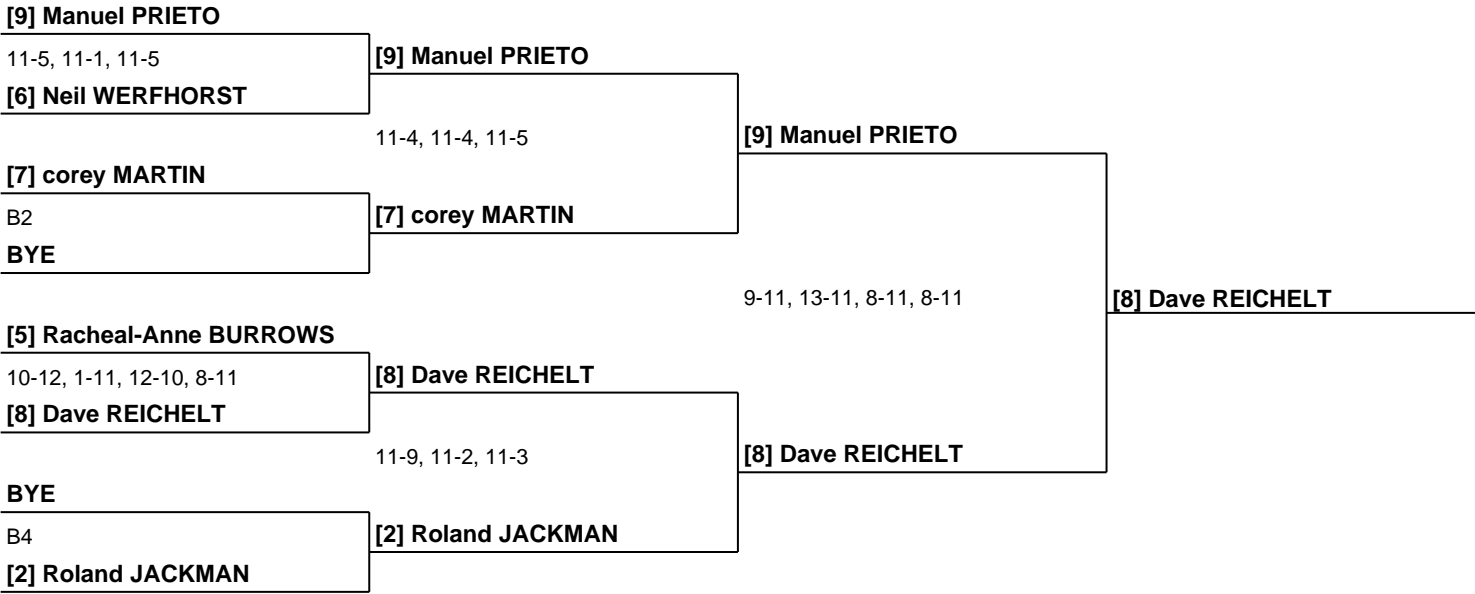 [9] Manuel PRIETO
11-5, 11-1, 11-5
[9] Manuel PRIETO
[6] Neil WERFHORST
11-4, 11-4, 11-5
[9] Manuel PRIETO
[7] corey MARTIN
B2
[7] corey MARTIN
BYE
9-11, 13-11, 8-11, 8-11
[8] Dave REICHELT
[5] Racheal-Anne BURROWS
10-12, 1-11, 12-10, 8-11
[8] Dave REICHELT
[8] Dave REICHELT
11-9, 11-2, 11-3
[8] Dave REICHELT
BYE
B4
[2] Roland JACKMAN
[2] Roland JACKMAN